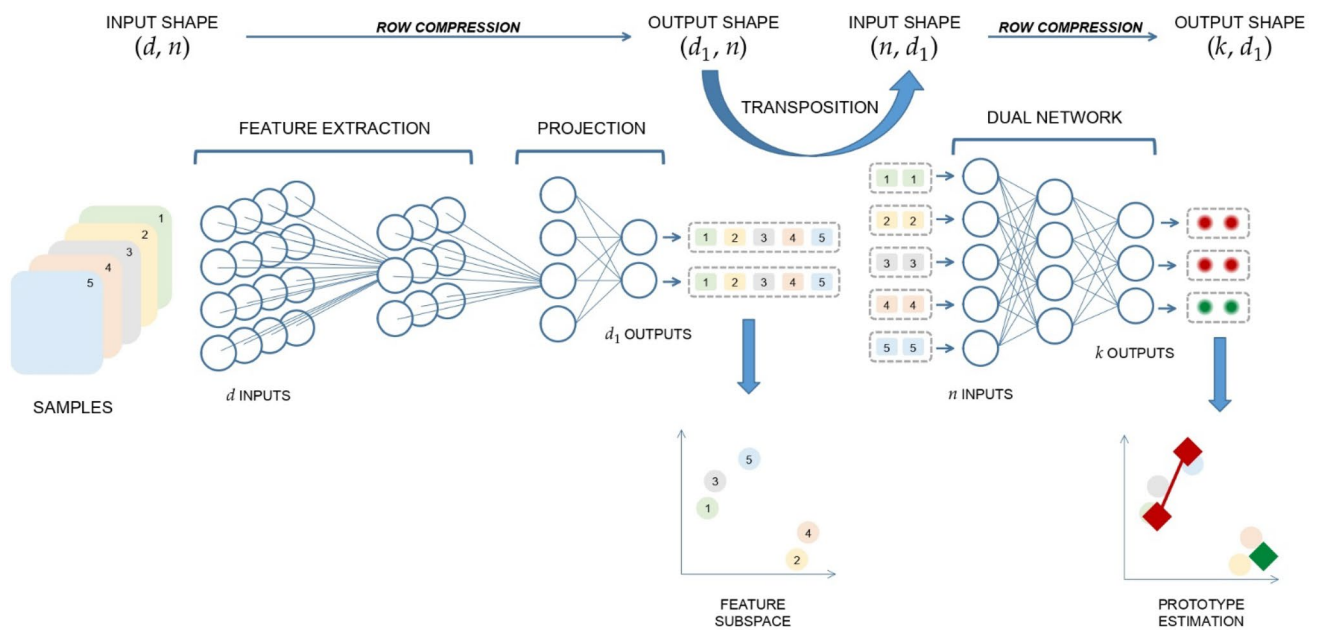 INPUT SHAPE
(d, n)
ROW COMPRESSION
OUTPUT SHAPE
(d₁, n)
INPUT SHAPE
(n, d₁)
ROW COMPRESSION
OUTPUT SHAPE
(k, d₁)
TRANSPOSITION
FEATURE EXTRACTION
PROJECTION
DUAL NETWORK
1
2
3
4
5
SAMPLES
d INPUTS
1 2 3 4 5
1 2 3 4 5
d₁ OUTPUTS
1 1
2 2
3 3
4 4
5 5
n INPUTS
k OUTPUTS
5
3
1
4
2
FEATURE
SUBSPACE
PROTOTYPE
ESTIMATION